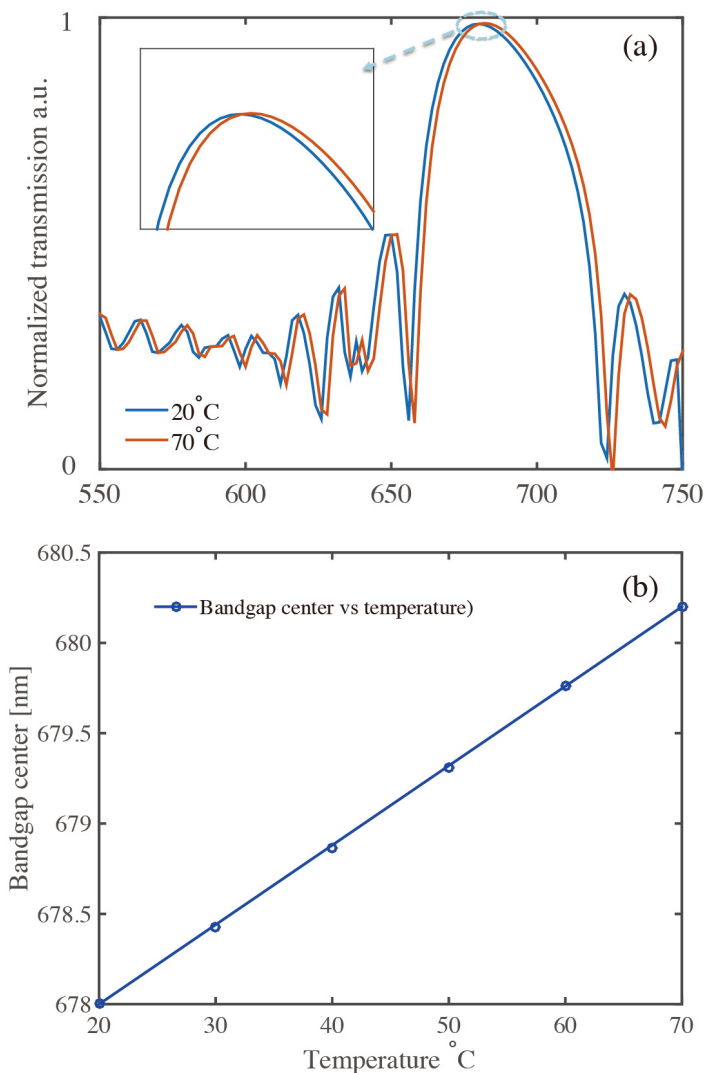 1
(a)
Normalized transmission a.u.
20°C
70°C
0
550 600 650 700 750
680.5
(b)
Bandgap center vs temperature)
680
679.5
Bandgap center [nm]
679
678.5
678
20 30 40 50 60 70
Temperature °C